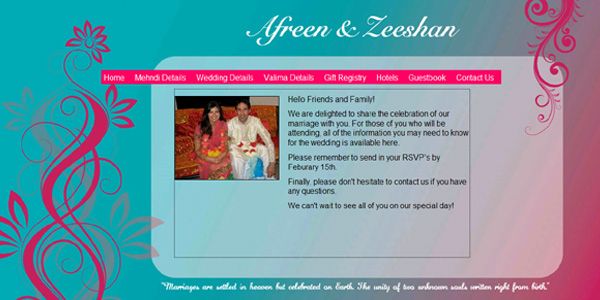 Afreen & Zeeshan
Home Mehndi Details Wedding Details Valima Details Gift Registry Hotels Guestbook Contact Us
Hello Friends and Family!
We are delighted to share the celebration of our
marriage with you. For those of you who will be
attending, all of the information you may need to know
for the wedding is available here.
Please remember to send in your RSVP's by
Feburary 15th.
Finally, please don't hesitate to contact us if you have
any questions.
We can't wait to see all of you on our special day!
"Marriages are settled in heaven but celebrated on Earth. The unity of two unknown souls written right from birth."